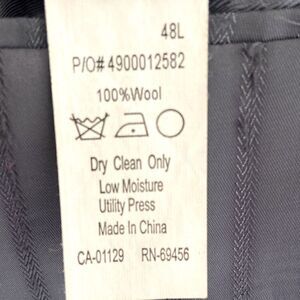 48L
P/O# 4900012582
100%Wool
Dry Clean Only
Low Moisture
Utility Press
Made In China
CA-01129 RN-69456